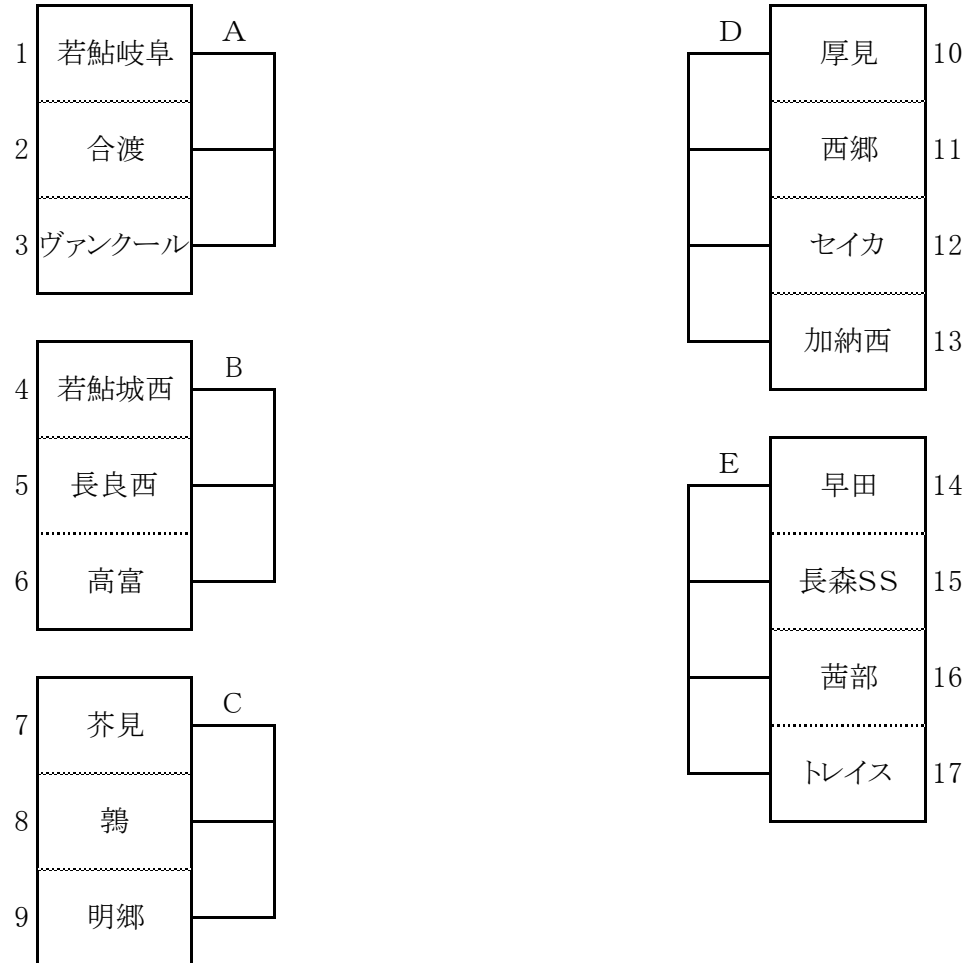 A
1 若鮎岐阜
2 合渡
3 ヴァンクール
B
4 若鮎城西
5 長良西
6 高富
C
7 芥見
8 鶉
9 明郷
D
厚見 10
西郷 11
セイカ 12
加納西 13
E
早田 14
長森SS 15
茜部 16
トレイス 17